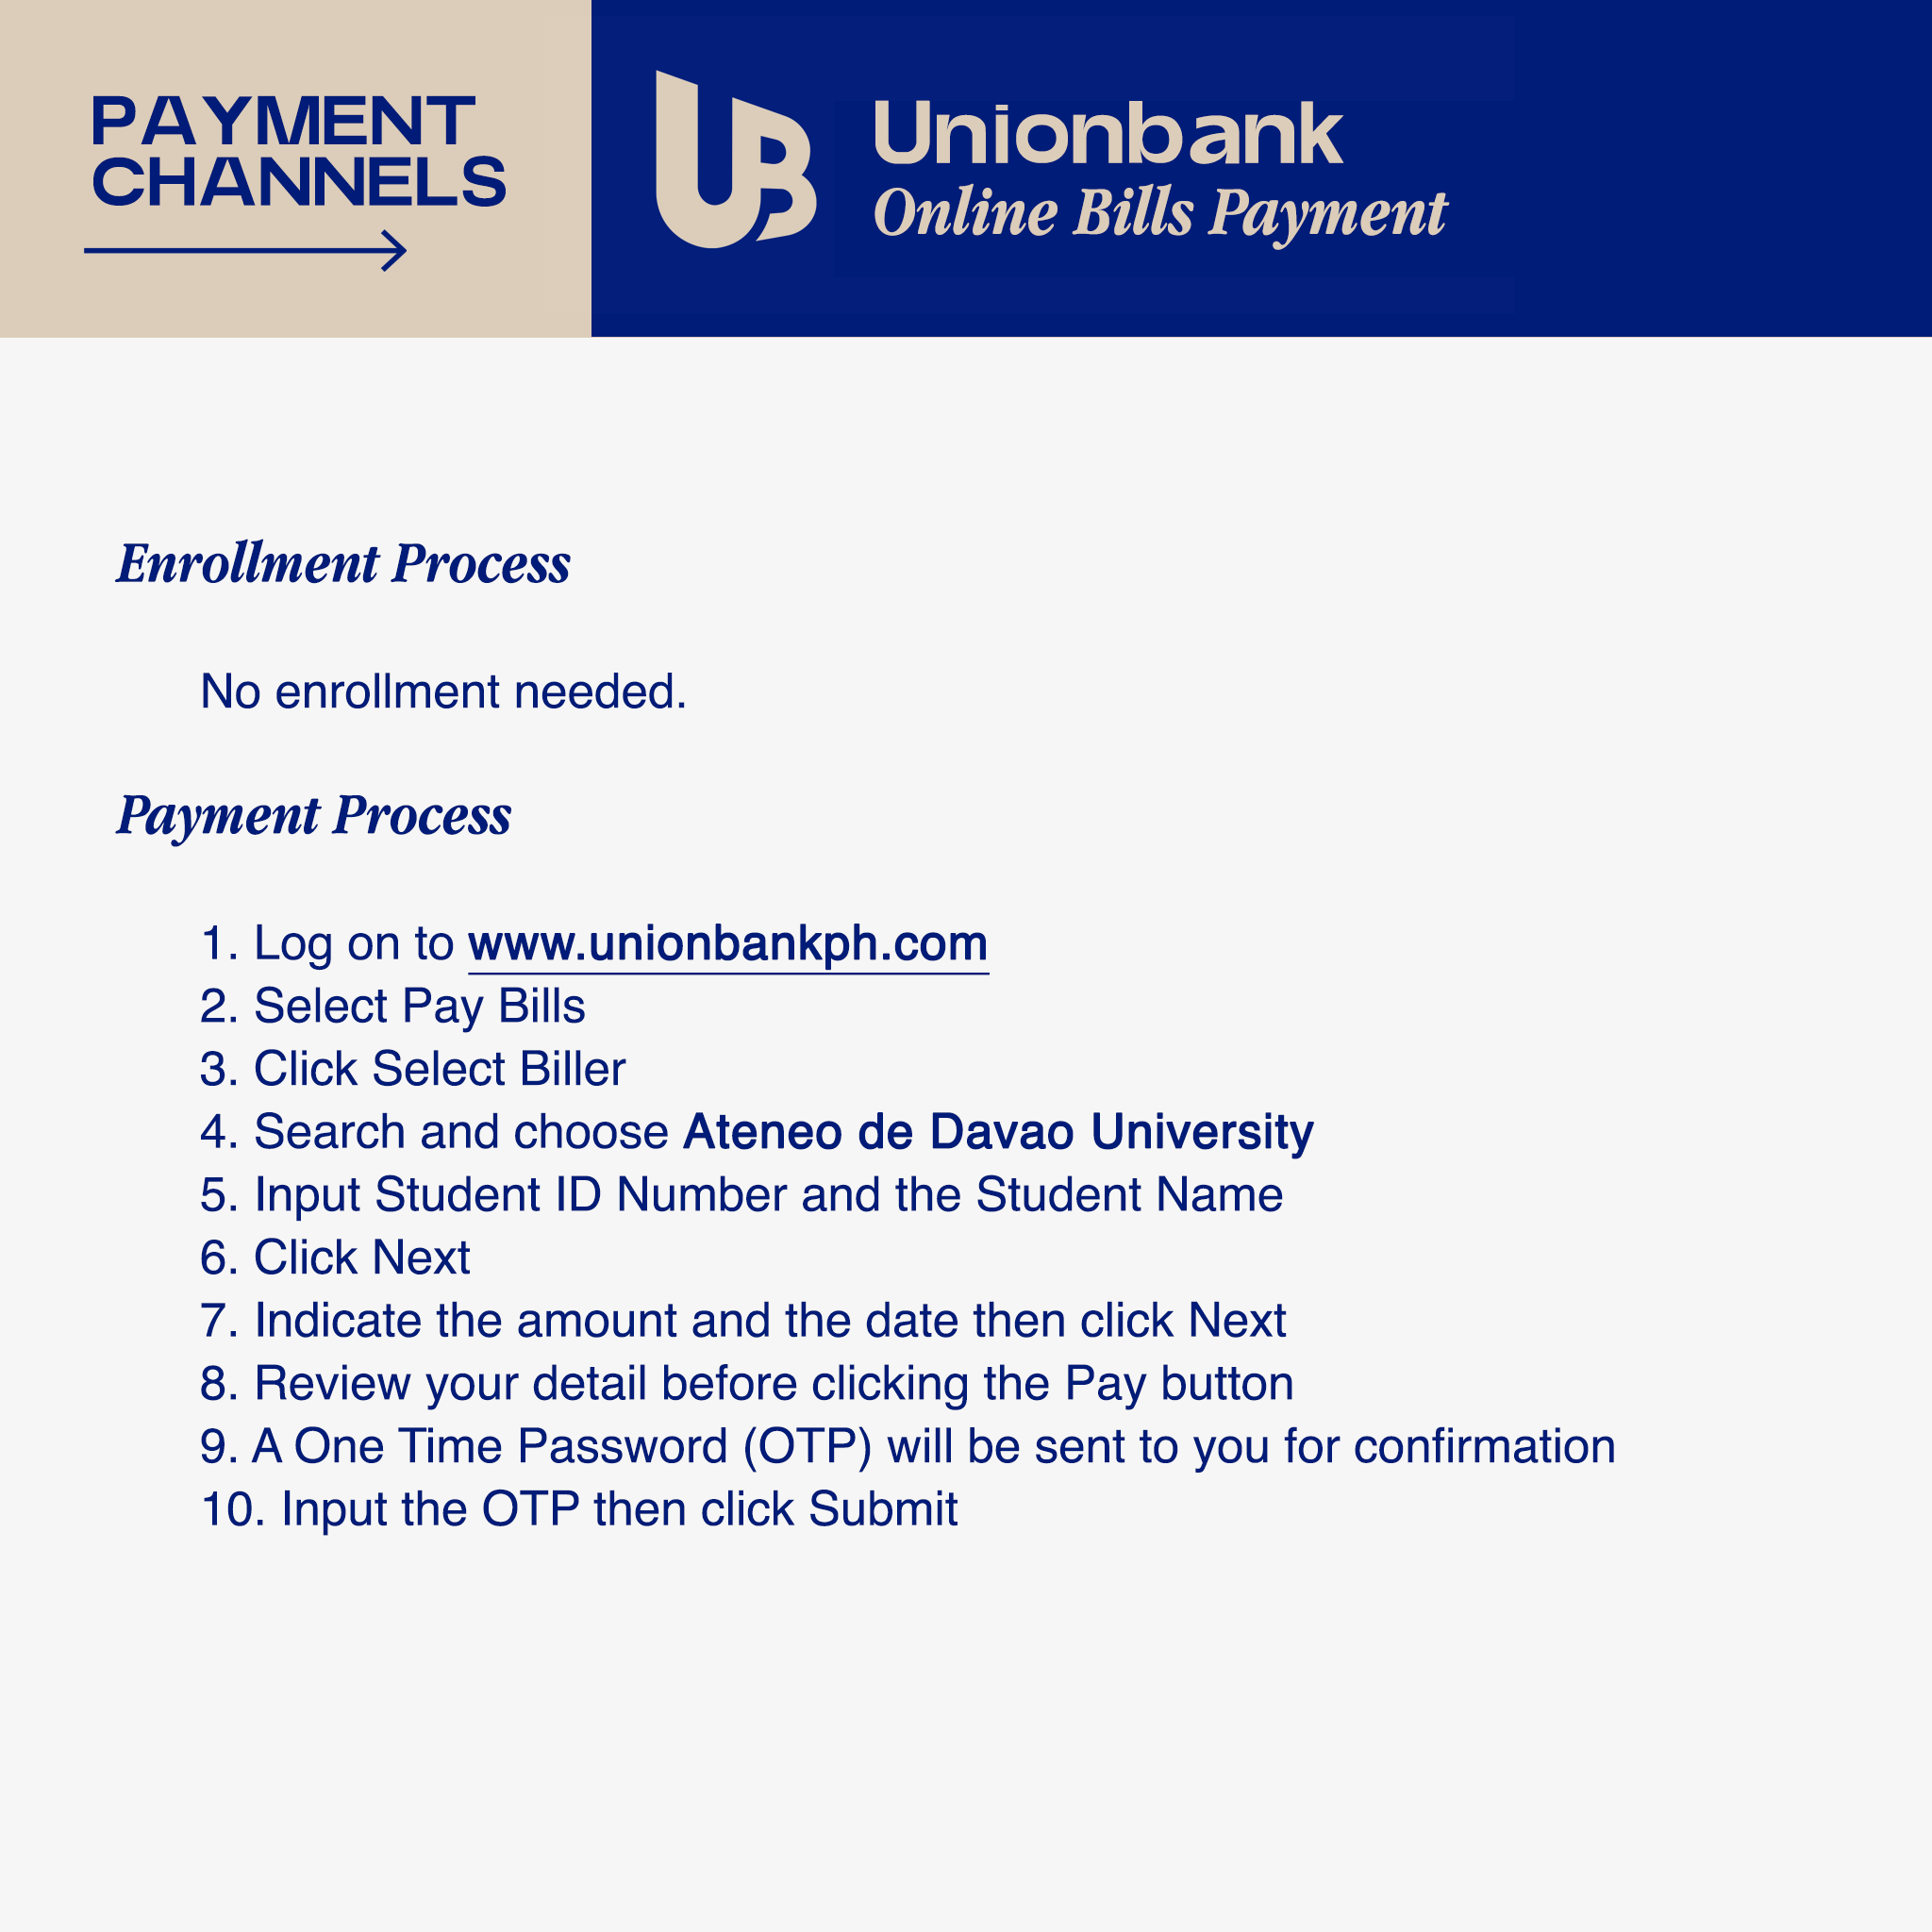 PAYMENT
CHANNELS
UB
Unionbank
Online Bills Payment
Enrollment Process
No enrollment needed.
Payment Process
1. Log on to www.unionbankph.com
2. Select Pay Bills
3. Click Select Biller
4. Search and choose Ateneo de Davao University
5. Input Student ID Number and the Student Name
6. Click Next
7. Indicate the amount and the date then click Next
8. Review your detail before clicking the Pay button
9. A One Time Password (OTP) will be sent to you for confirmation
10. Input the OTP then click Submit